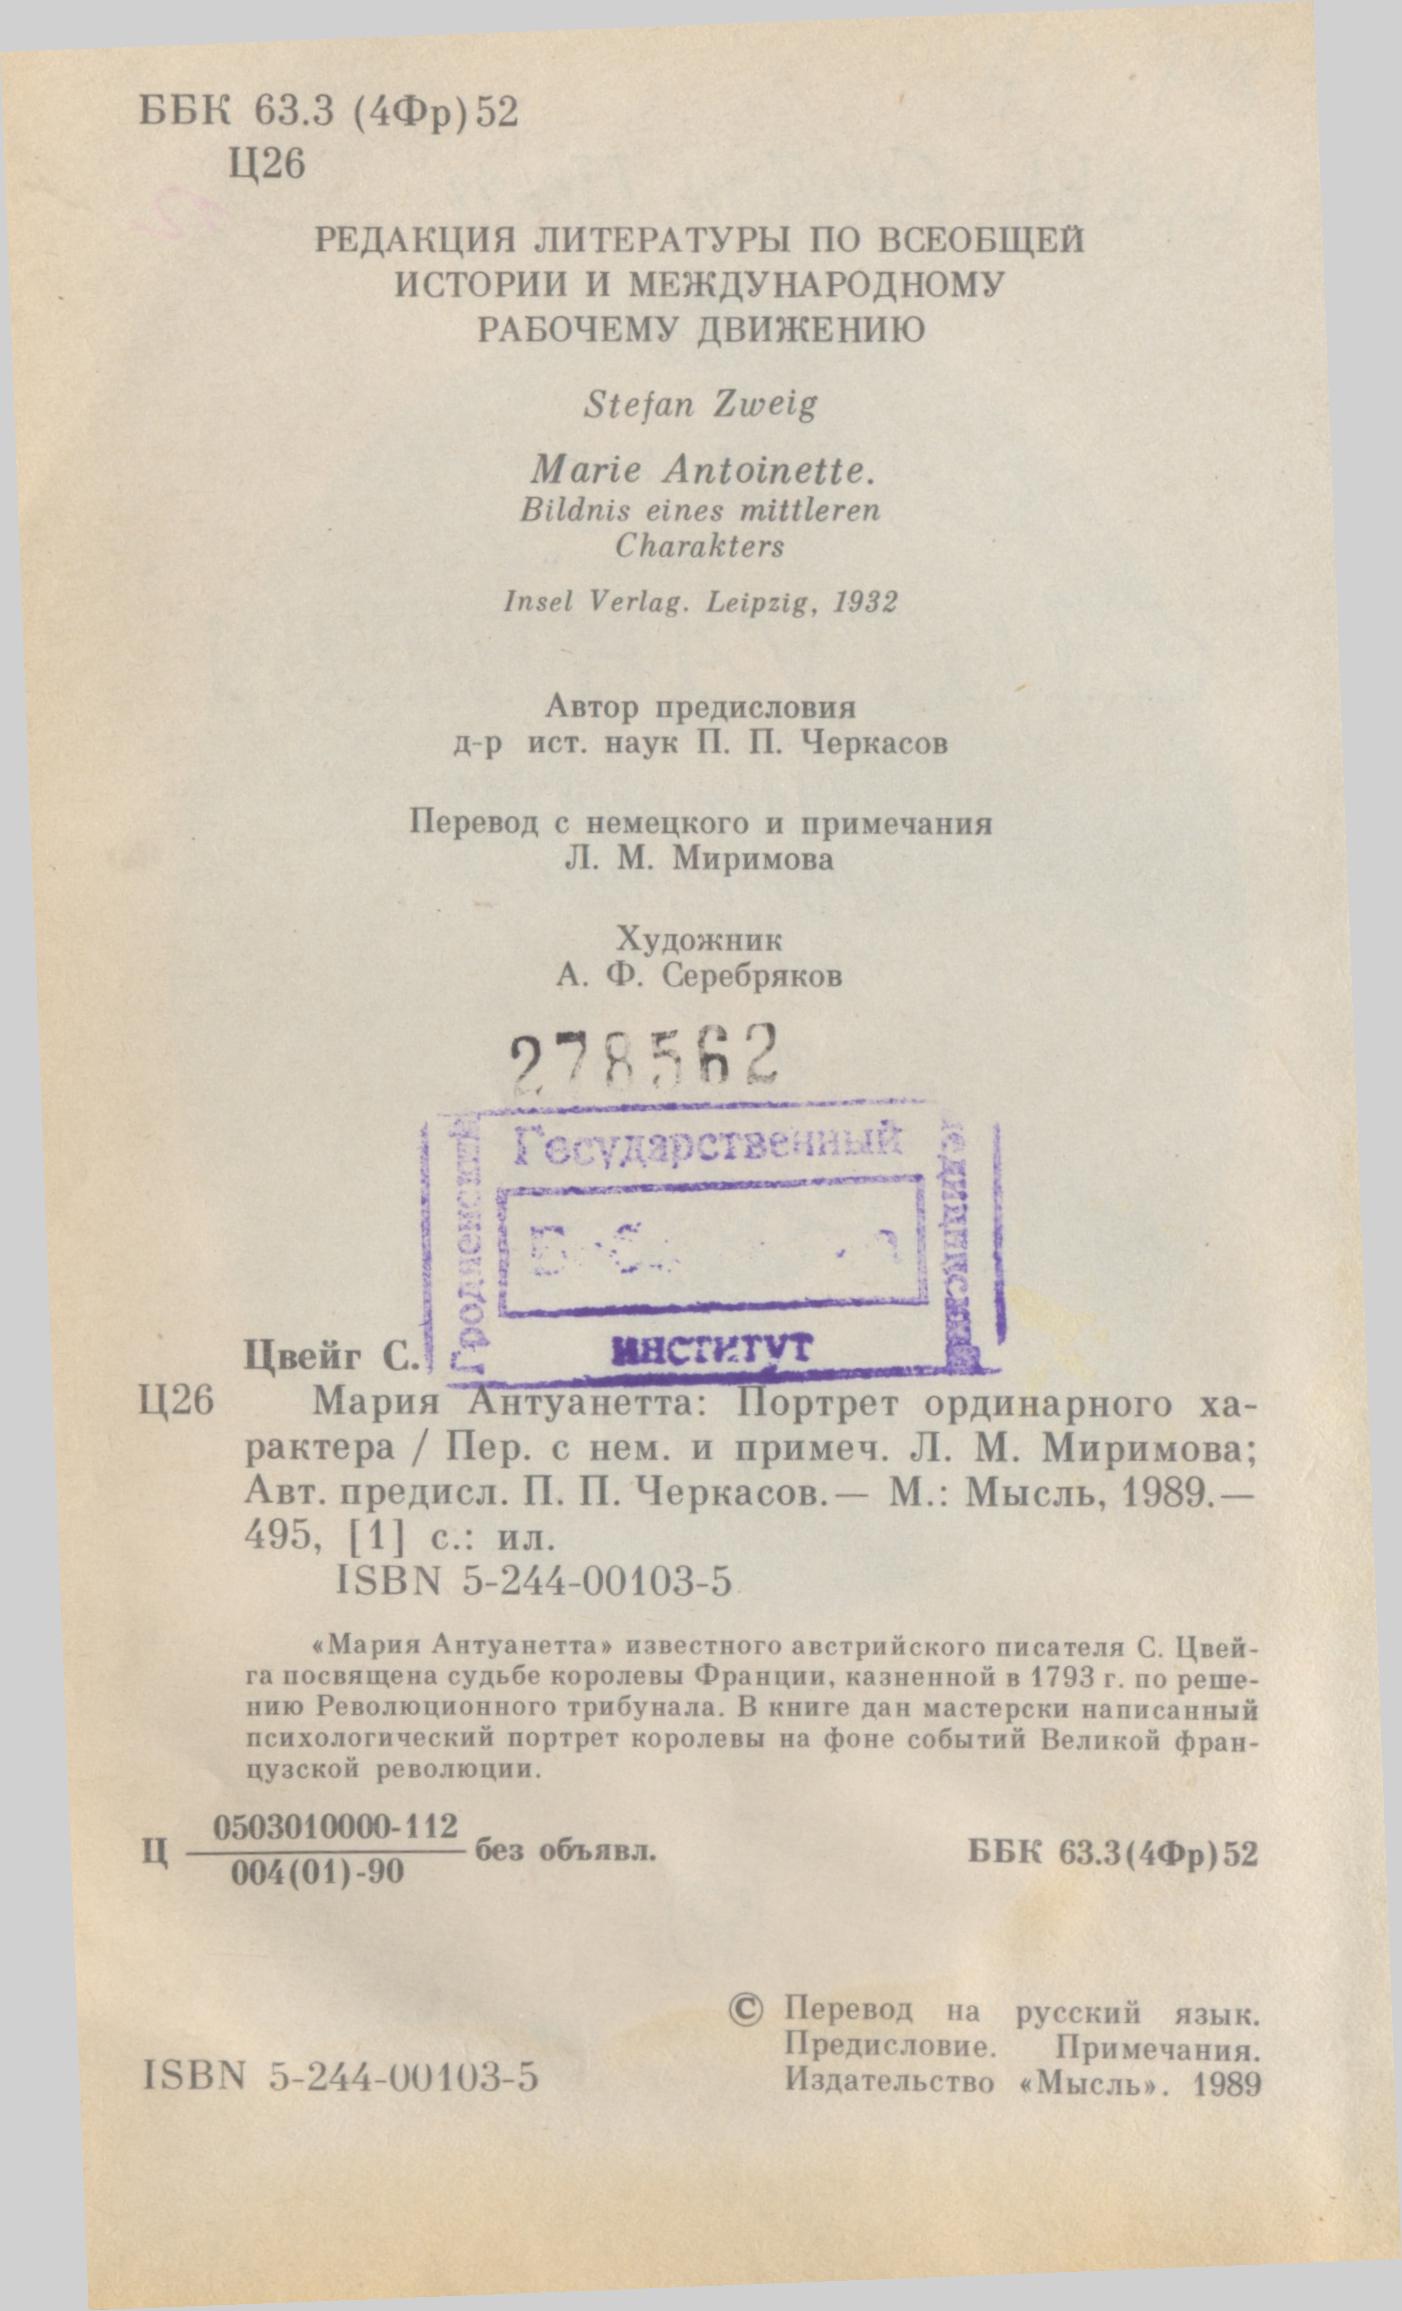 ББК 63.3 (4Фр)52
Ц26
РЕДАКЦИЯ ЛИТЕРАТУРЫ ПО ВСЕОБЩЕЙ
ИСТОРИИ И МЕЖДУНАРОДНОМУ
РАБОЧЕМУ ДВИЖЕНИЮ
Stefan Zweig
Marie Antoinette.
Bildnis eines mittleren
Charakters
Insel Verlag. Leipzig, 1932
Автор предисловия
д-р ист. наук П. П. Черкасов
Перевод с немецкого и примечания
Л. М. Миримова
Художник
А. Ф. Серебряков
278562
Государственный
Гродненский
институт
Цвейг С.
Ц26 Мария Антуанетта: Портрет ординарного ха-
рактера / Пер. с нем. и примеч. Л. М. Миримова;
Авт. предисл. П. П. Черкасов.— М.: Мысль, 1989.—
495, [1] с.: ил.
ISBN 5-244-00103-5
«Мария Антуанетта» известного австрийского писателя С. Цвей-
га посвящена судьбе королевы Франции, казненной в 1793 г. по реше-
нию Революционного трибунала. В книге дан мастерски написанный
психологический портрет королевы на фоне событий Великой фран-
цузской революции.
0503010000-112
Ц без объявл. ББК 63.3(4Фр)52
004(01)-90
© Перевод на русский язык.
Предисловие. Примечания.
Издательство «Мысль». 1989
ISBN 5-244-00103-5